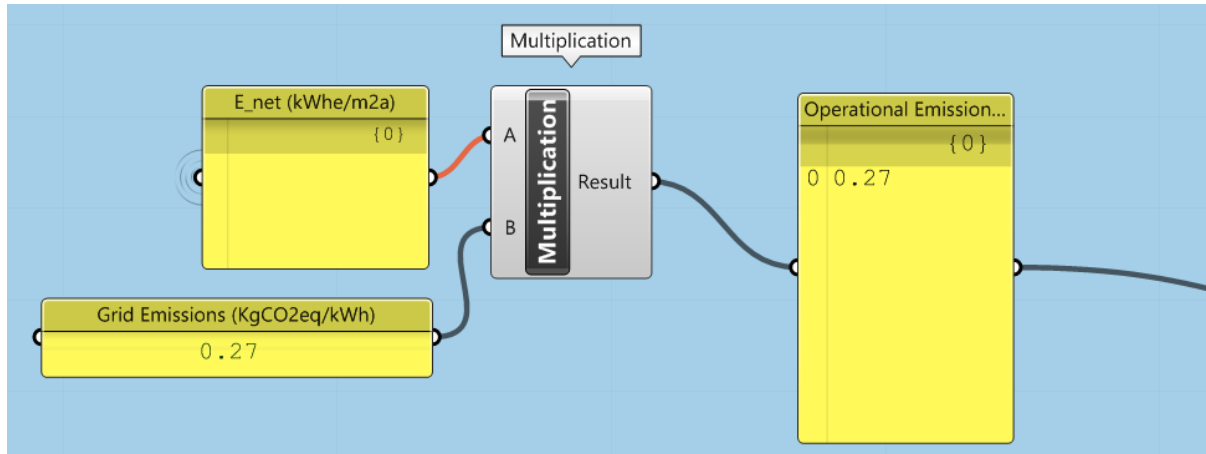 Multiplication
E_net (kWhe/m2a)
{0}
A
B
Multiplication
Result
Operational Emission...
{0}
0 0.27
Grid Emissions (KgCO2eq/kWh)
0.27